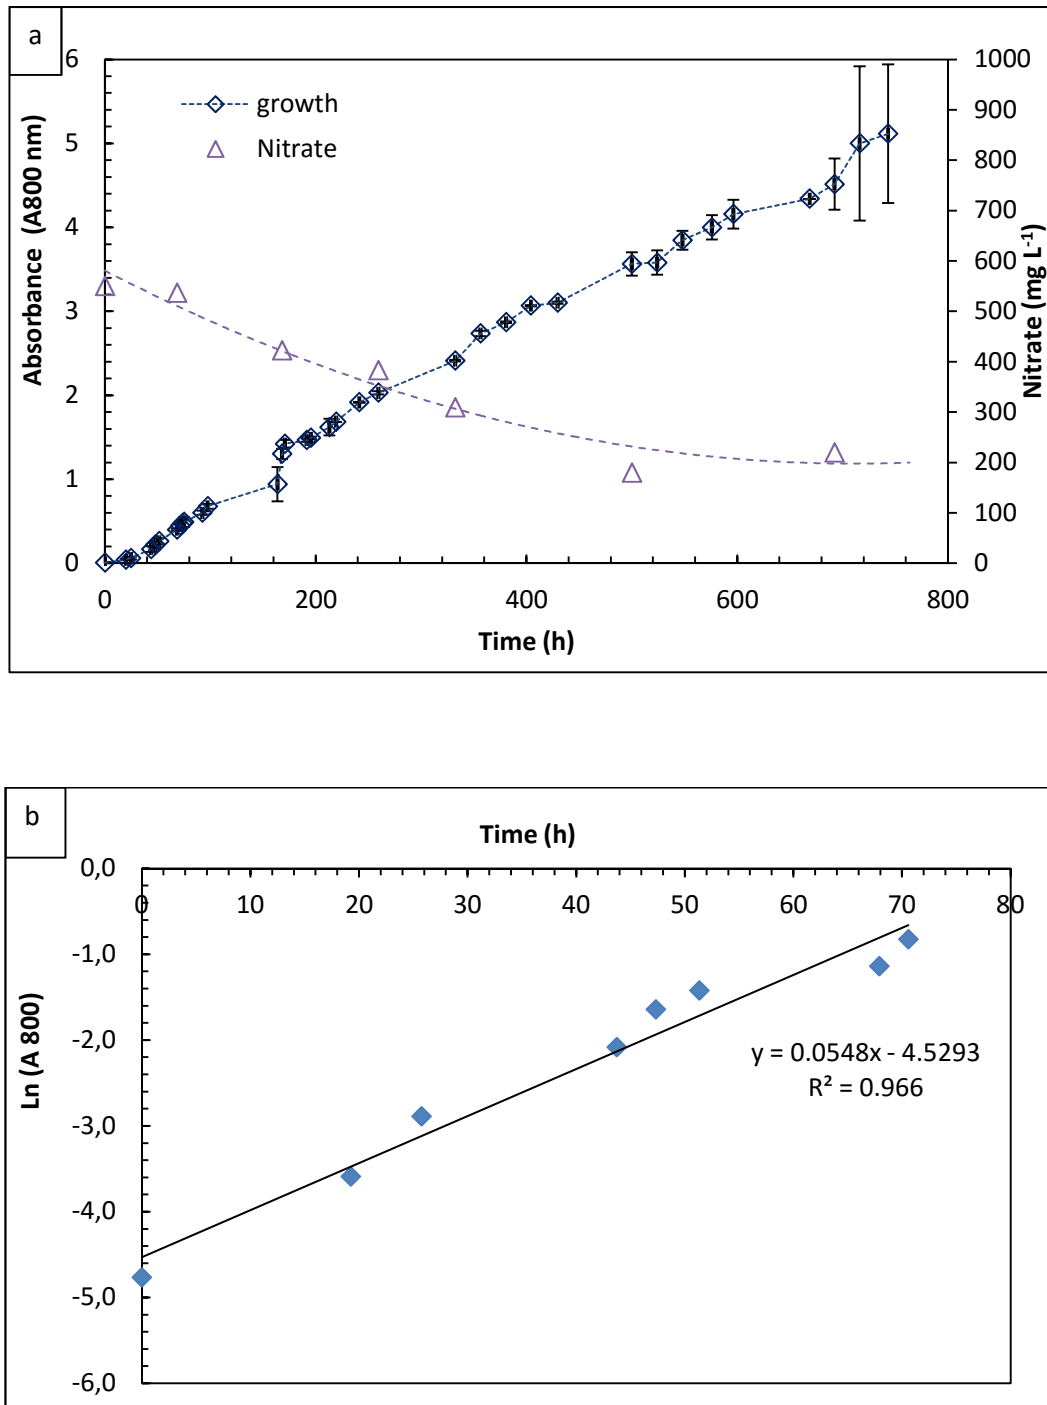 a
growth
Nitrate
Absorbance (A800 nm)
6
5
4
3
2
1
0
1000
900
800
700
600
500
400
300
200
100
0
Nitrate (mg L⁻¹)
0 200 400 600 800
Time (h)
b
Time (h)
0 10 20 30 40 50 60 70 80
Ln (A 800)
0,0
-1,0
-2,0
-3,0
-4,0
-5,0
-6,0
y = 0.0548x - 4.5293
R² = 0.966